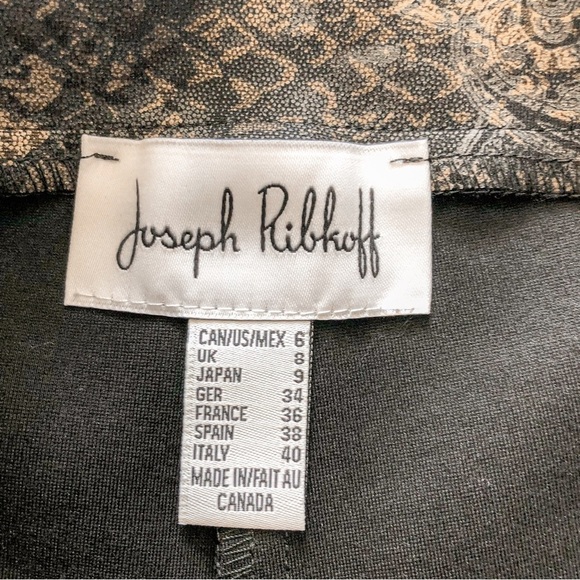 Joseph Ribkoff
CAN/US/MEX 6
UK 8
JAPAN 9
GER 34
FRANCE 36
SPAIN 38
ITALY 40
MADE IN/FAIT AU
CANADA